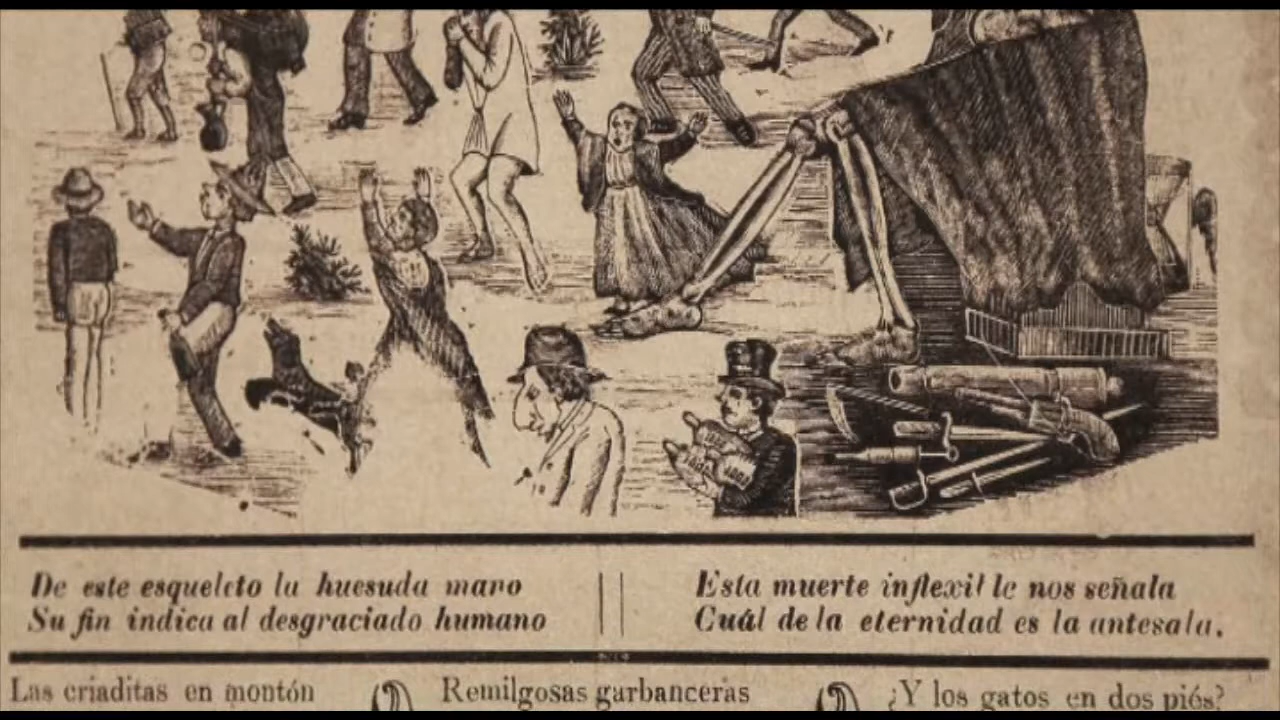 De este esqueleto la huesuda mano
Su fin indica al desgraciado humano
Esta muerte inflexible nos señala
Cuál de la eternidad es la antesala.
Las criaditas en montón
Remilgosas garbanceras
¿Y los gatos en dos piés?